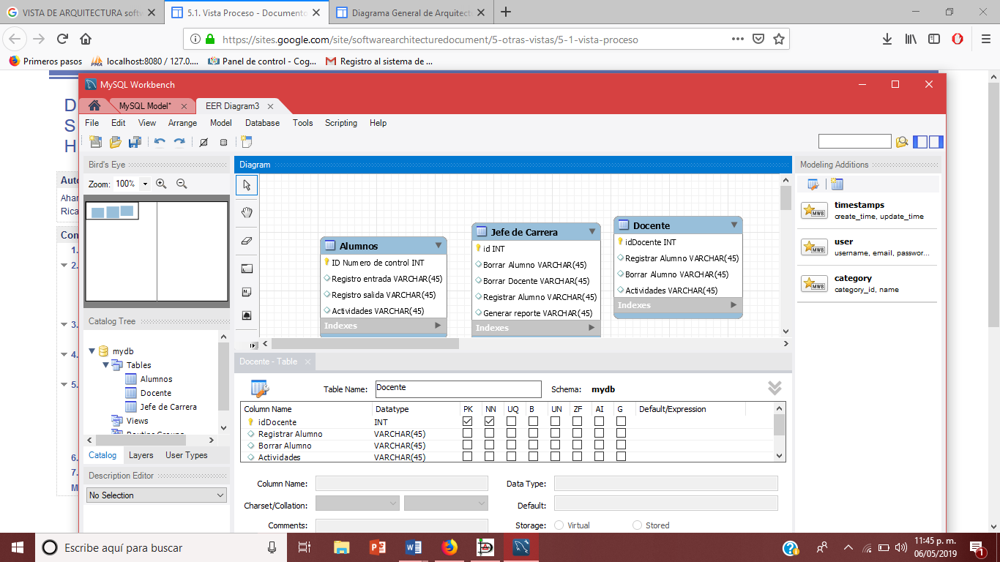 VISTA DE ARQUITECTURA softw
5.1. Vista Proceso - Documento
Diagrama General de Arquitect
https://sites.google.com/site/softwarearchitecturedocument/5-otras-vistas/5-1-vista-proceso
Primeros pasos
localhost:8080 / 127.0....
Panel de control - Cog...
Registro al sistema de ...
D
S
H
Auto
Ahar
Rica
Con
1.
2.
3.
4.
5.
6.
7.
M
MySQL Workbench
MySQL Model*
EER Diagram3
File Edit View Arrange Model Database Tools Scripting Help
Bird's Eye
Zoom: 100%
Diagram
Modeling Additions
timestamps
create_time, update_time
user
username, email, passwor...
category
category_id, name
Alumnos
ID Numero de control INT
Registro entrada VARCHAR(45)
Registro salida VARCHAR(45)
Actividades VARCHAR(45)
Indexes
Jefe de Carrera
id INT
Borrar Alumno VARCHAR(45)
Borrar Docente VARCHAR(45)
Registrar Alumno VARCHAR(45)
Generar reporte VARCHAR(45)
Indexes
Docente
idDocente INT
Registrar Alumno VARCHAR(45)
Borrar Alumno VARCHAR(45)
Actividades VARCHAR(45)
Indexes
Catalog Tree
mydb
Tables
Alumnos
Docente
Jefe de Carrera
Views
Routine Groups
Catalog Layers User Types
Description Editor
No Selection
Docente - Table
Table Name: Docente Schema: mydb
Column Name Datatype PK NN UQ B UN ZF AI G Default/Expression
idDocente INT
Registrar Alumno VARCHAR(45)
Borrar Alumno VARCHAR(45)
Actividades VARCHAR(45)
Column Name: Data Type:
Charset/Collation: Default:
Comments: Storage: Virtual Stored
Escribe aquí para buscar
11:45 p. m.
06/05/2019
1